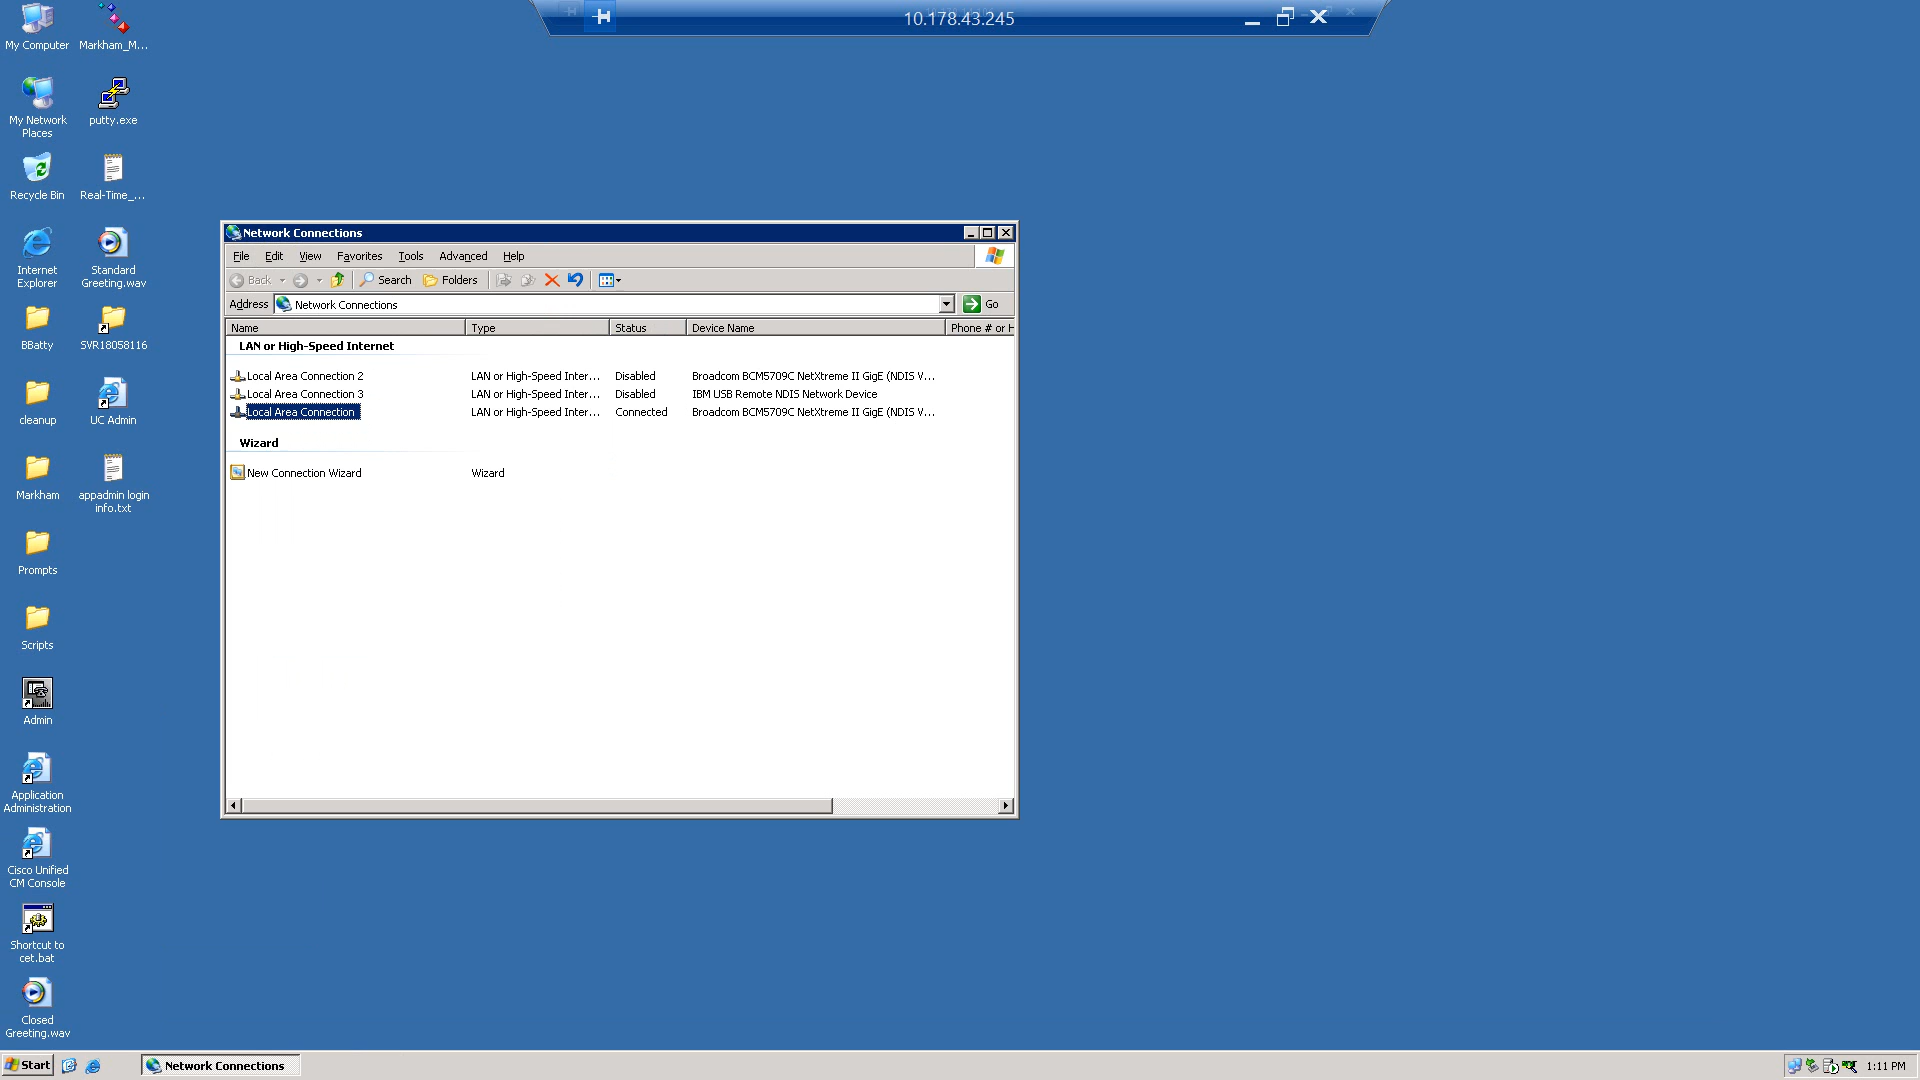 10.178.43.245
My Computer
Markham_M...
My Network
Places
putty.exe
Recycle Bin
Real-Time_...
Internet
Explorer
Standard
Greeting.wav
BBatty
SVR18058116
cleanup
UC Admin
Markham
appadmin login
info.txt
Prompts
Scripts
Admin
Application
Administration
Cisco Unified
CM Console
Shortcut to
cet.bat
Closed
Greeting.wav
Network Connections
File Edit View Favorites Tools Advanced Help
Back Search Folders
Address Network Connections Go
Name Type Status Device Name Phone # or H
LAN or High-Speed Internet
Local Area Connection 2 LAN or High-Speed Inter... Disabled Broadcom BCM5709C NetXtreme II GigE (NDIS V...
Local Area Connection 3 LAN or High-Speed Inter... Disabled IBM USB Remote NDIS Network Device
Local Area Connection LAN or High-Speed Inter... Connected Broadcom BCM5709C NetXtreme II GigE (NDIS V...
Wizard
New Connection Wizard Wizard
Start Network Connections 1:11 PM